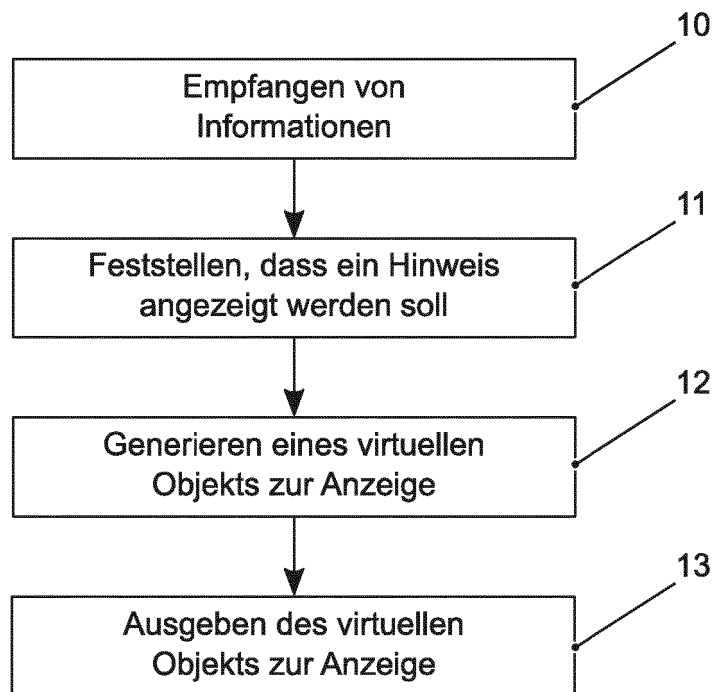 10
Empfangen von
Informationen
11
Feststellen, dass ein Hinweis
angezeigt werden soll
12
Generieren eines virtuellen
Objekts zur Anzeige
13
Ausgeben des virtuellen
Objekts zur Anzeige